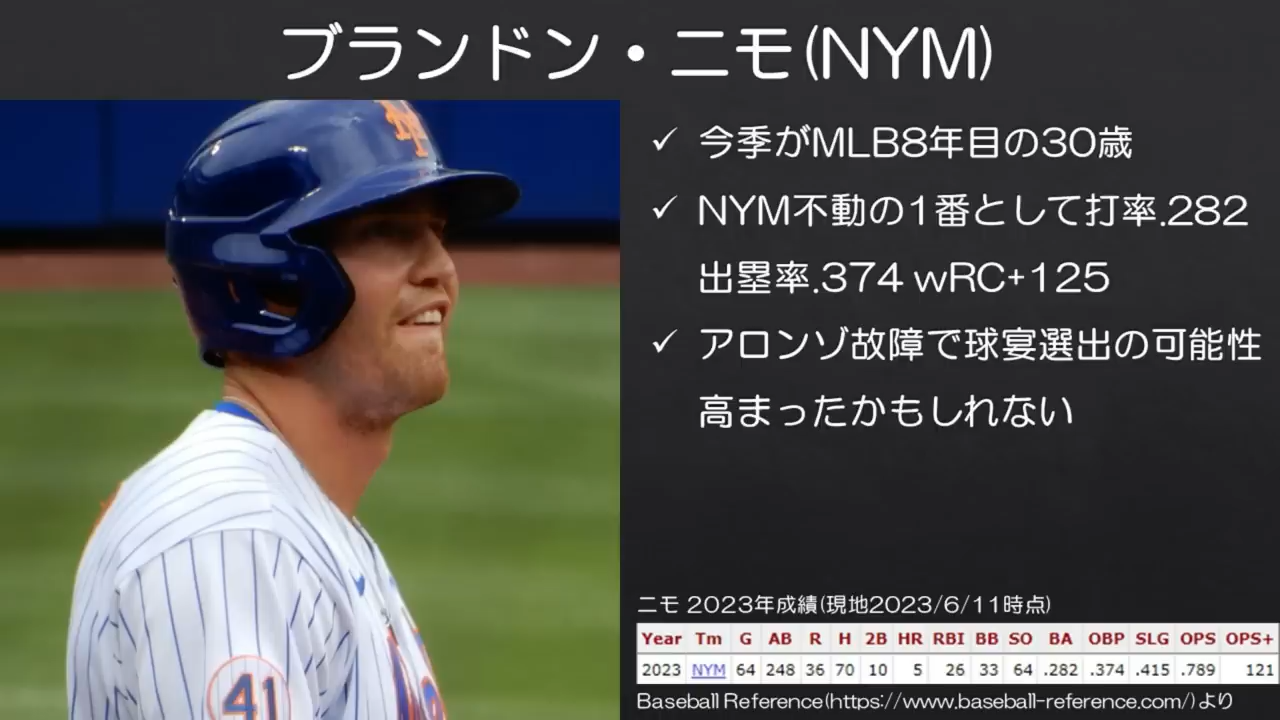 ブランドン・ニモ(NYM)
✓ 今季がMLB8年目の30歳
✓ NYM不動の1番として打率.282
出塁率.374 wRC+125
✓ アロンゾ故障で球宴選出の可能性
高まったかもしれない
41
ニモ 2023年成績(現地2023/6/11時点)
Year Tm G AB R H 2B HR RBI BB SO BA OBP SLG OPS OPS+
2023 NYM 64 248 36 70 10 5 26 33 64 .282 .374 .415 .789 121
Baseball Reference(https://www.baseball-reference.com/)より